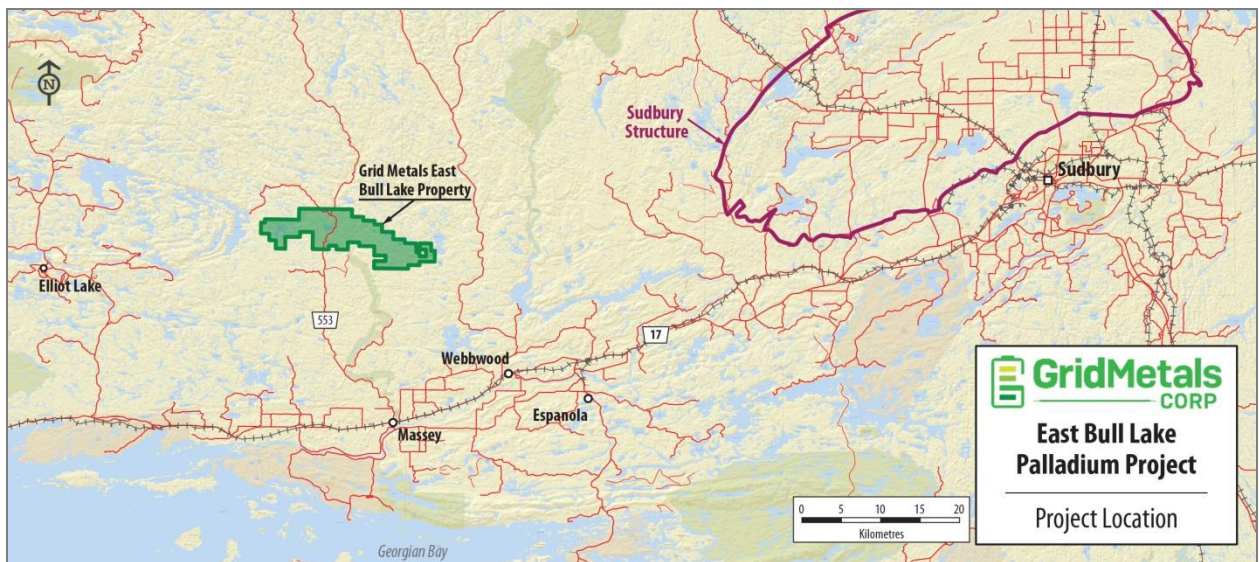 N
Sudbury
Structure
Sudbury
Grid Metals East
Bull Lake Property
Elliot Lake
553
17
Webbwood
Espanola
Massey
Georgian Bay
GridMetals
CORP
East Bull Lake
Palladium Project
Project Location
0 5 10 15 20
Kilometres